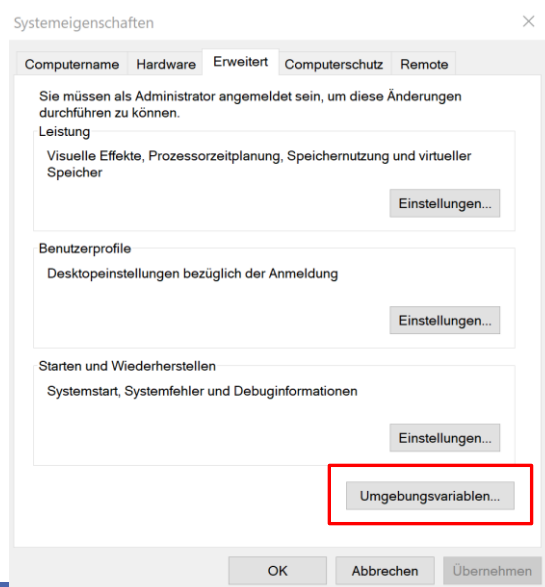 Systemeigenschaften
Computername Hardware Erweitert Computerschutz Remote
Sie müssen als Administrator angemeldet sein, um diese Änderungen
durchführen zu können.
Leistung
Visuelle Effekte, Prozessorzeitplanung, Speichernutzung und virtueller
Speicher
Einstellungen...
Benutzerprofile
Desktopeinstellungen bezüglich der Anmeldung
Einstellungen...
Starten und Wiederherstellen
Systemstart, Systemfehler und Debuginformationen
Einstellungen...
Umgebungsvariablen...
OK Abbrechen Übernehmen